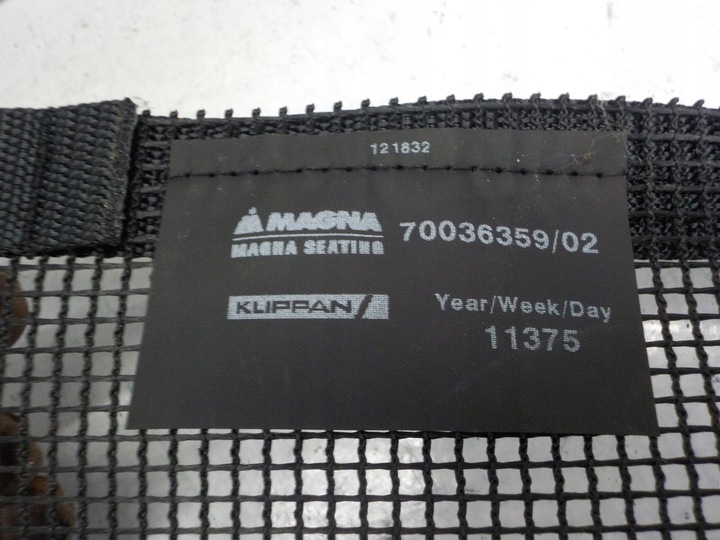 121832
MAGNA
MAGNA SEATING
70036359/02
KLIPPAN
Year/Week/Day
11375